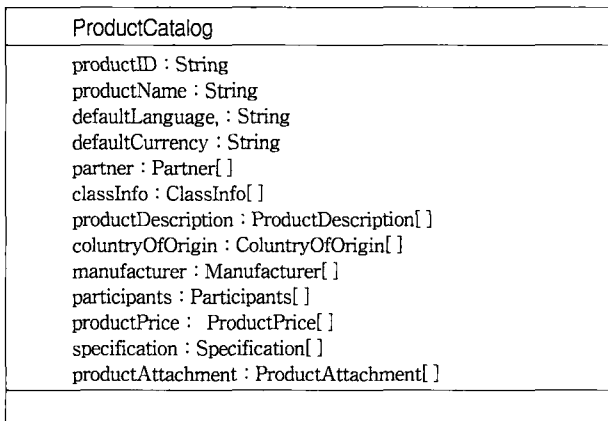 ProductCatalog
productID : String
productName : String
defaultLanguage, : String
defaultCurrency : String
partner : Partner[ ]
classInfo : ClassInfo[ ]
productDescription : ProductDescription[ ]
coluntryOfOrigin : ColuntryOfOrigin[ ]
manufacturer : Manufacturer[ ]
participants : Participants[ ]
productPrice : ProductPrice[ ]
specification : Specification[ ]
productAttachment : ProductAttachment[ ]